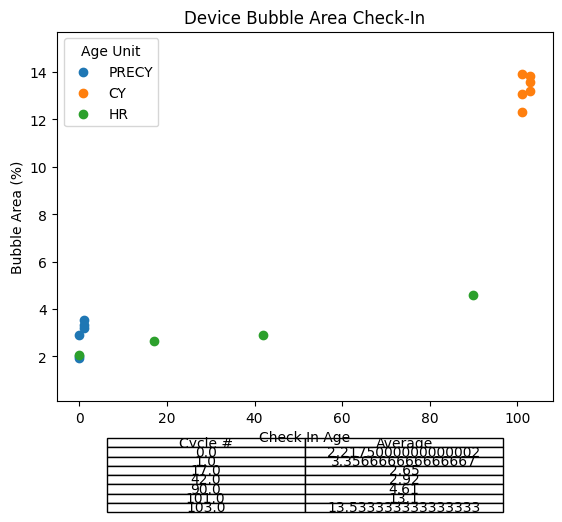 Device Bubble Area Check-In
Age Unit
PRECY
CY
HR
Bubble Area (%)
14
12
10
8
6
4
2
0 20 40 60 80 100
Check In Age
Cycle # Average
0.0 2.2175000000000002
1.0 3.356666666666667
17.0 2.65
42.0 2.92
90.0 4.61
101.0 13.1
103.0 13.533333333333333